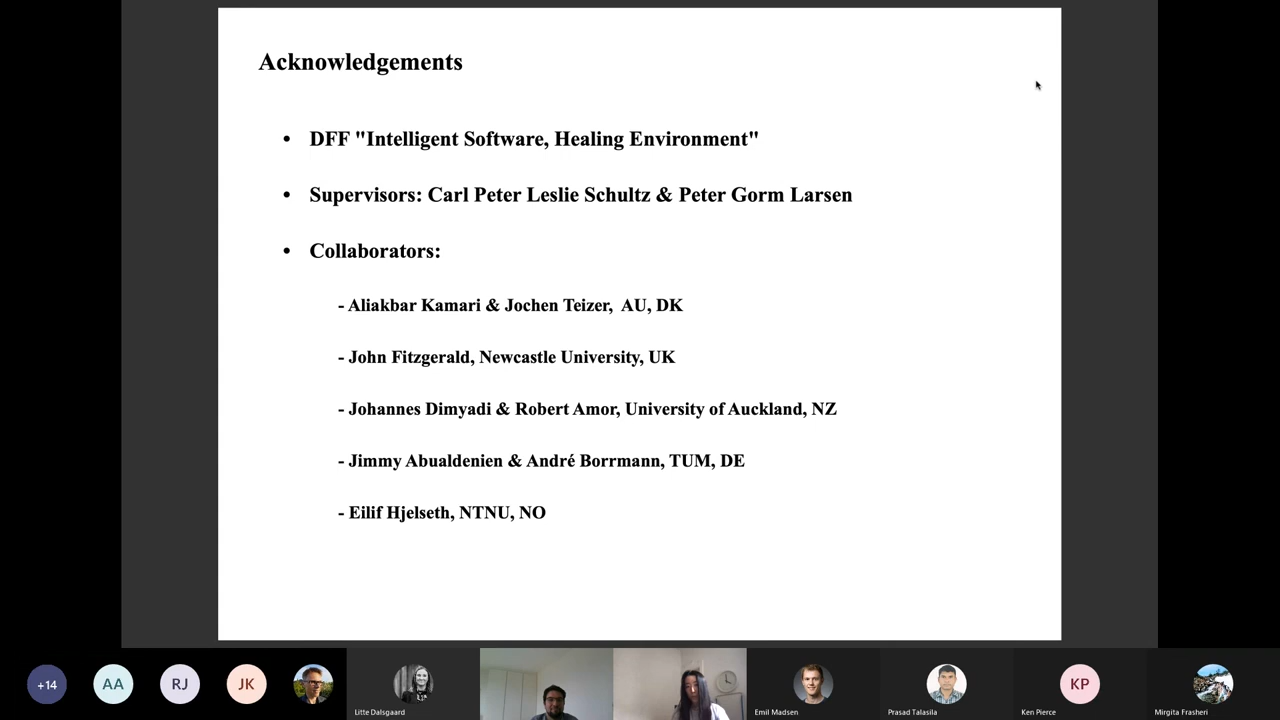 Acknowledgements
• DFF "Intelligent Software, Healing Environment"
• Supervisors: Carl Peter Leslie Schultz & Peter Gorm Larsen
• Collaborators:
- Aliakbar Kamari & Jochen Teizer, AU, DK
- John Fitzgerald, Newcastle University, UK
- Johannes Dimyadi & Robert Amor, University of Auckland, NZ
- Jimmy Abualdenien & André Borrmann, TUM, DE
- Eilif Hjelseth, NTNU, NO
+14
AA
RJ
JK
KP
Litte Dalsgaard
Emil Madsen
Prasad Talasila
Ken Pierce
Mirgita Frasheri